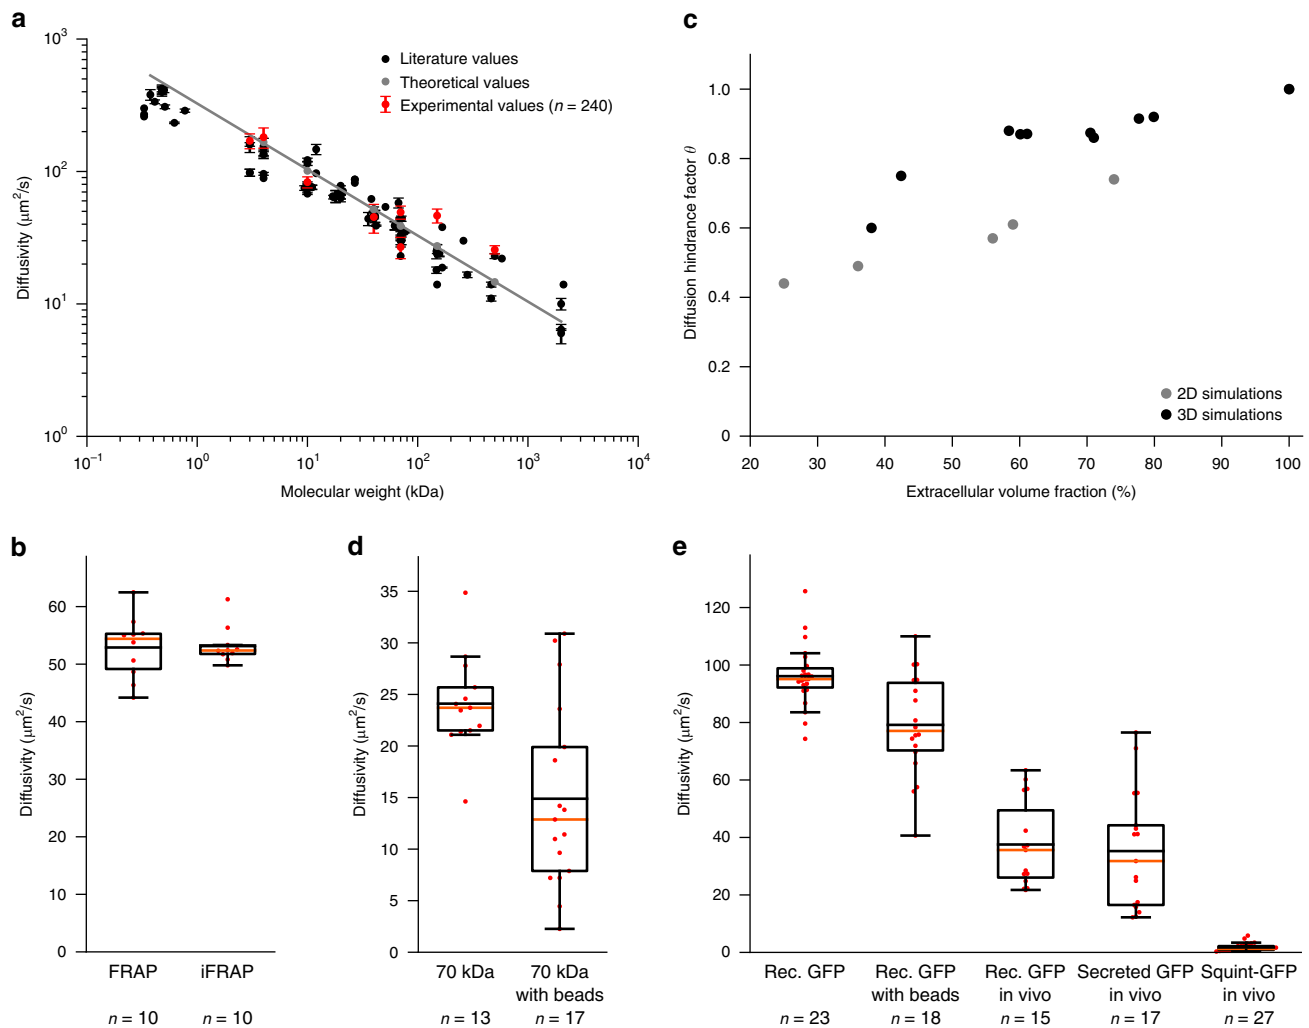 a
10³
10²
10¹
10⁰
Diffusivity (μm²/s)
Literature values
Theoretical values
Experimental values (n = 240)
10⁻¹
10⁰
10¹
10²
10³
10⁴
Molecular weight (kDa)
c
1.0
0.8
0.6
0.4
0.2
0
Diffusion hindrance factor θ
2D simulations
3D simulations
20 30 40 50 60 70 80 90 100
Extracellular volume fraction (%)
b
60
50
40
30
20
10
0
Diffusivity (μm²/s)
FRAP
n = 10
iFRAP
n = 10
d
35
30
25
20
15
10
5
0
Diffusivity (μm²/s)
70 kDa
n = 13
70 kDa
with beads
n = 17
e
120
100
80
60
40
20
0
Diffusivity (μm²/s)
Rec. GFP
n = 23
Rec. GFP
with beads
n = 18
Rec. GFP
in vivo
n = 15
Secreted GFP
in vivo
n = 17
Squint-GFP
in vivo
n = 27